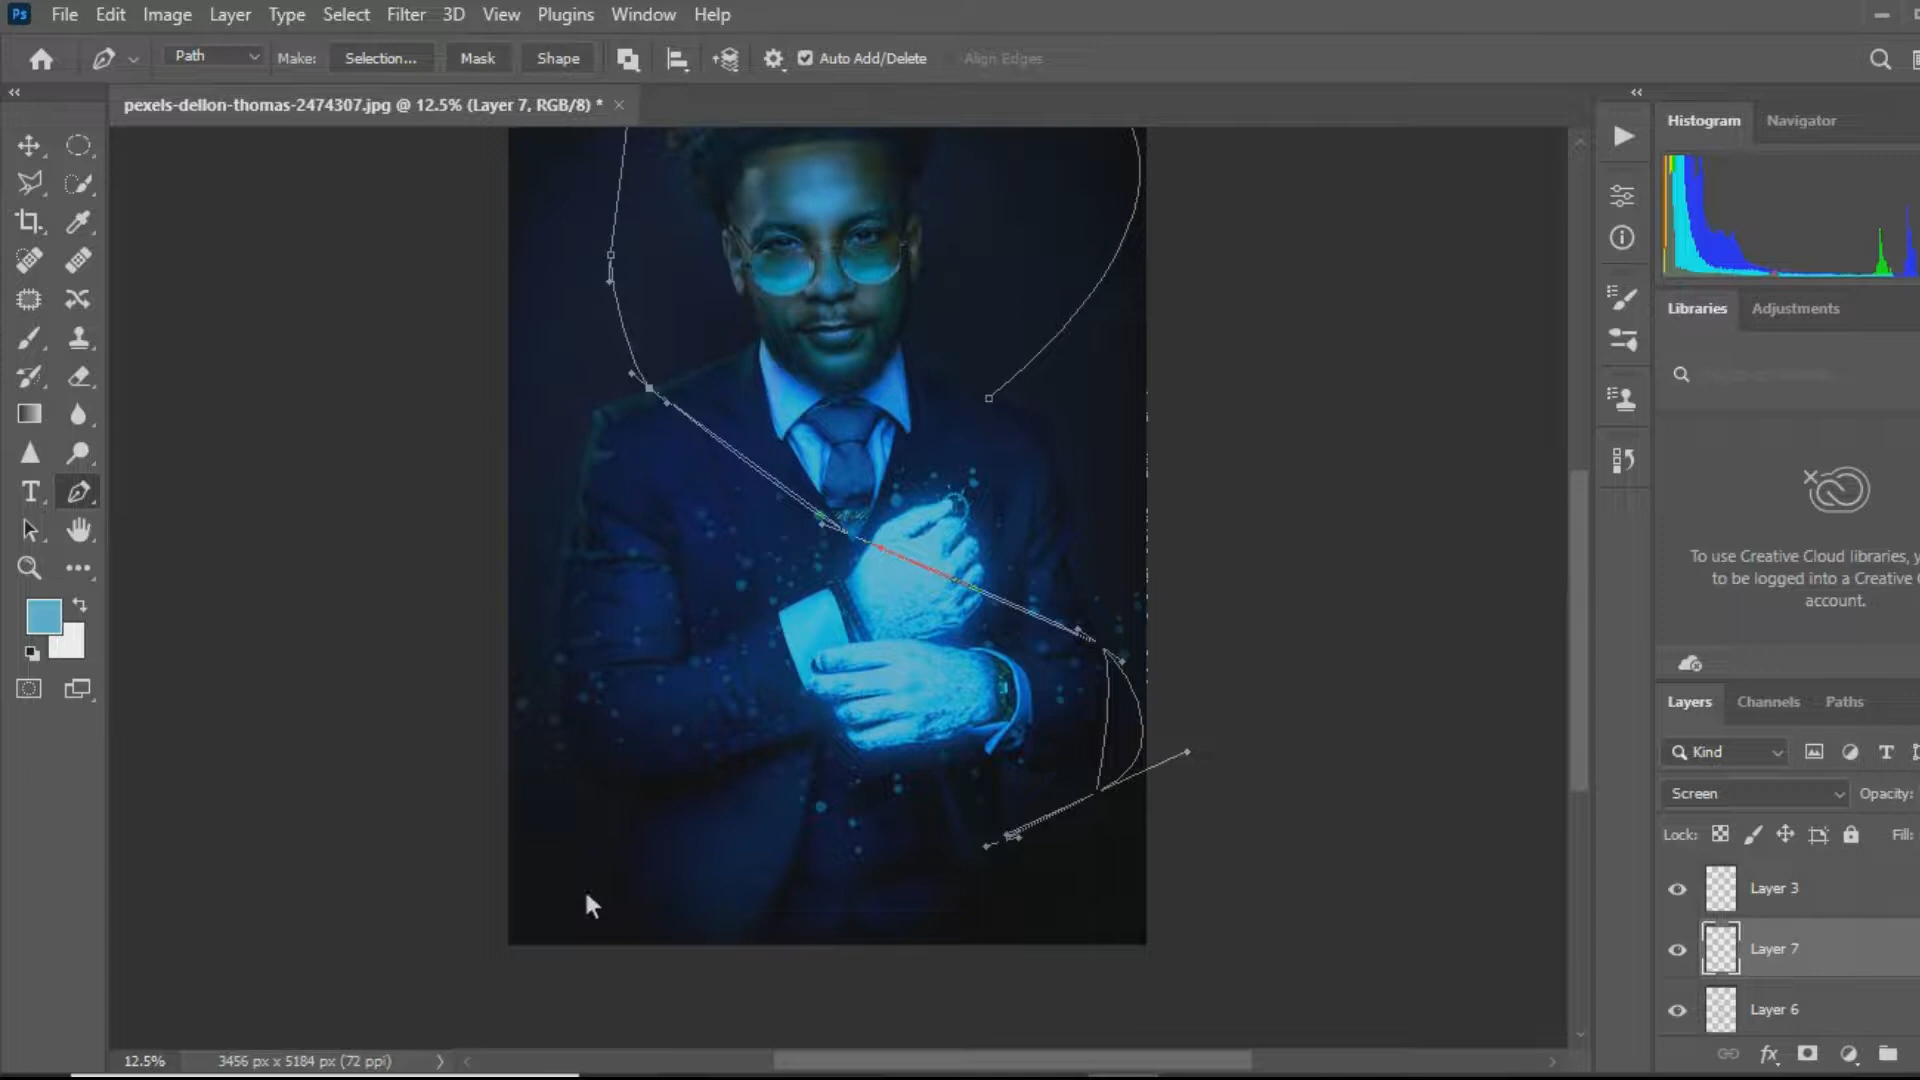 Ps File Edit Image Layer Type Select Filter 3D View Plugins Window Help
Path Make: Selection... Mask Shape Auto Add/Delete Align Edges
pexels-dellon-thomas-2474307.jpg @ 12.5% (Layer 7, RGB/8) *
Histogram Navigator
Libraries Adjustments
To use Creative Cloud libraries, y
to be logged into a Creative C
account.
Layers Channels Paths
Kind
Screen Opacity:
Lock: Fill:
Layer 3
Layer 7
Layer 6
fx
12.5% 3456 px x 5184 px (72 ppi)